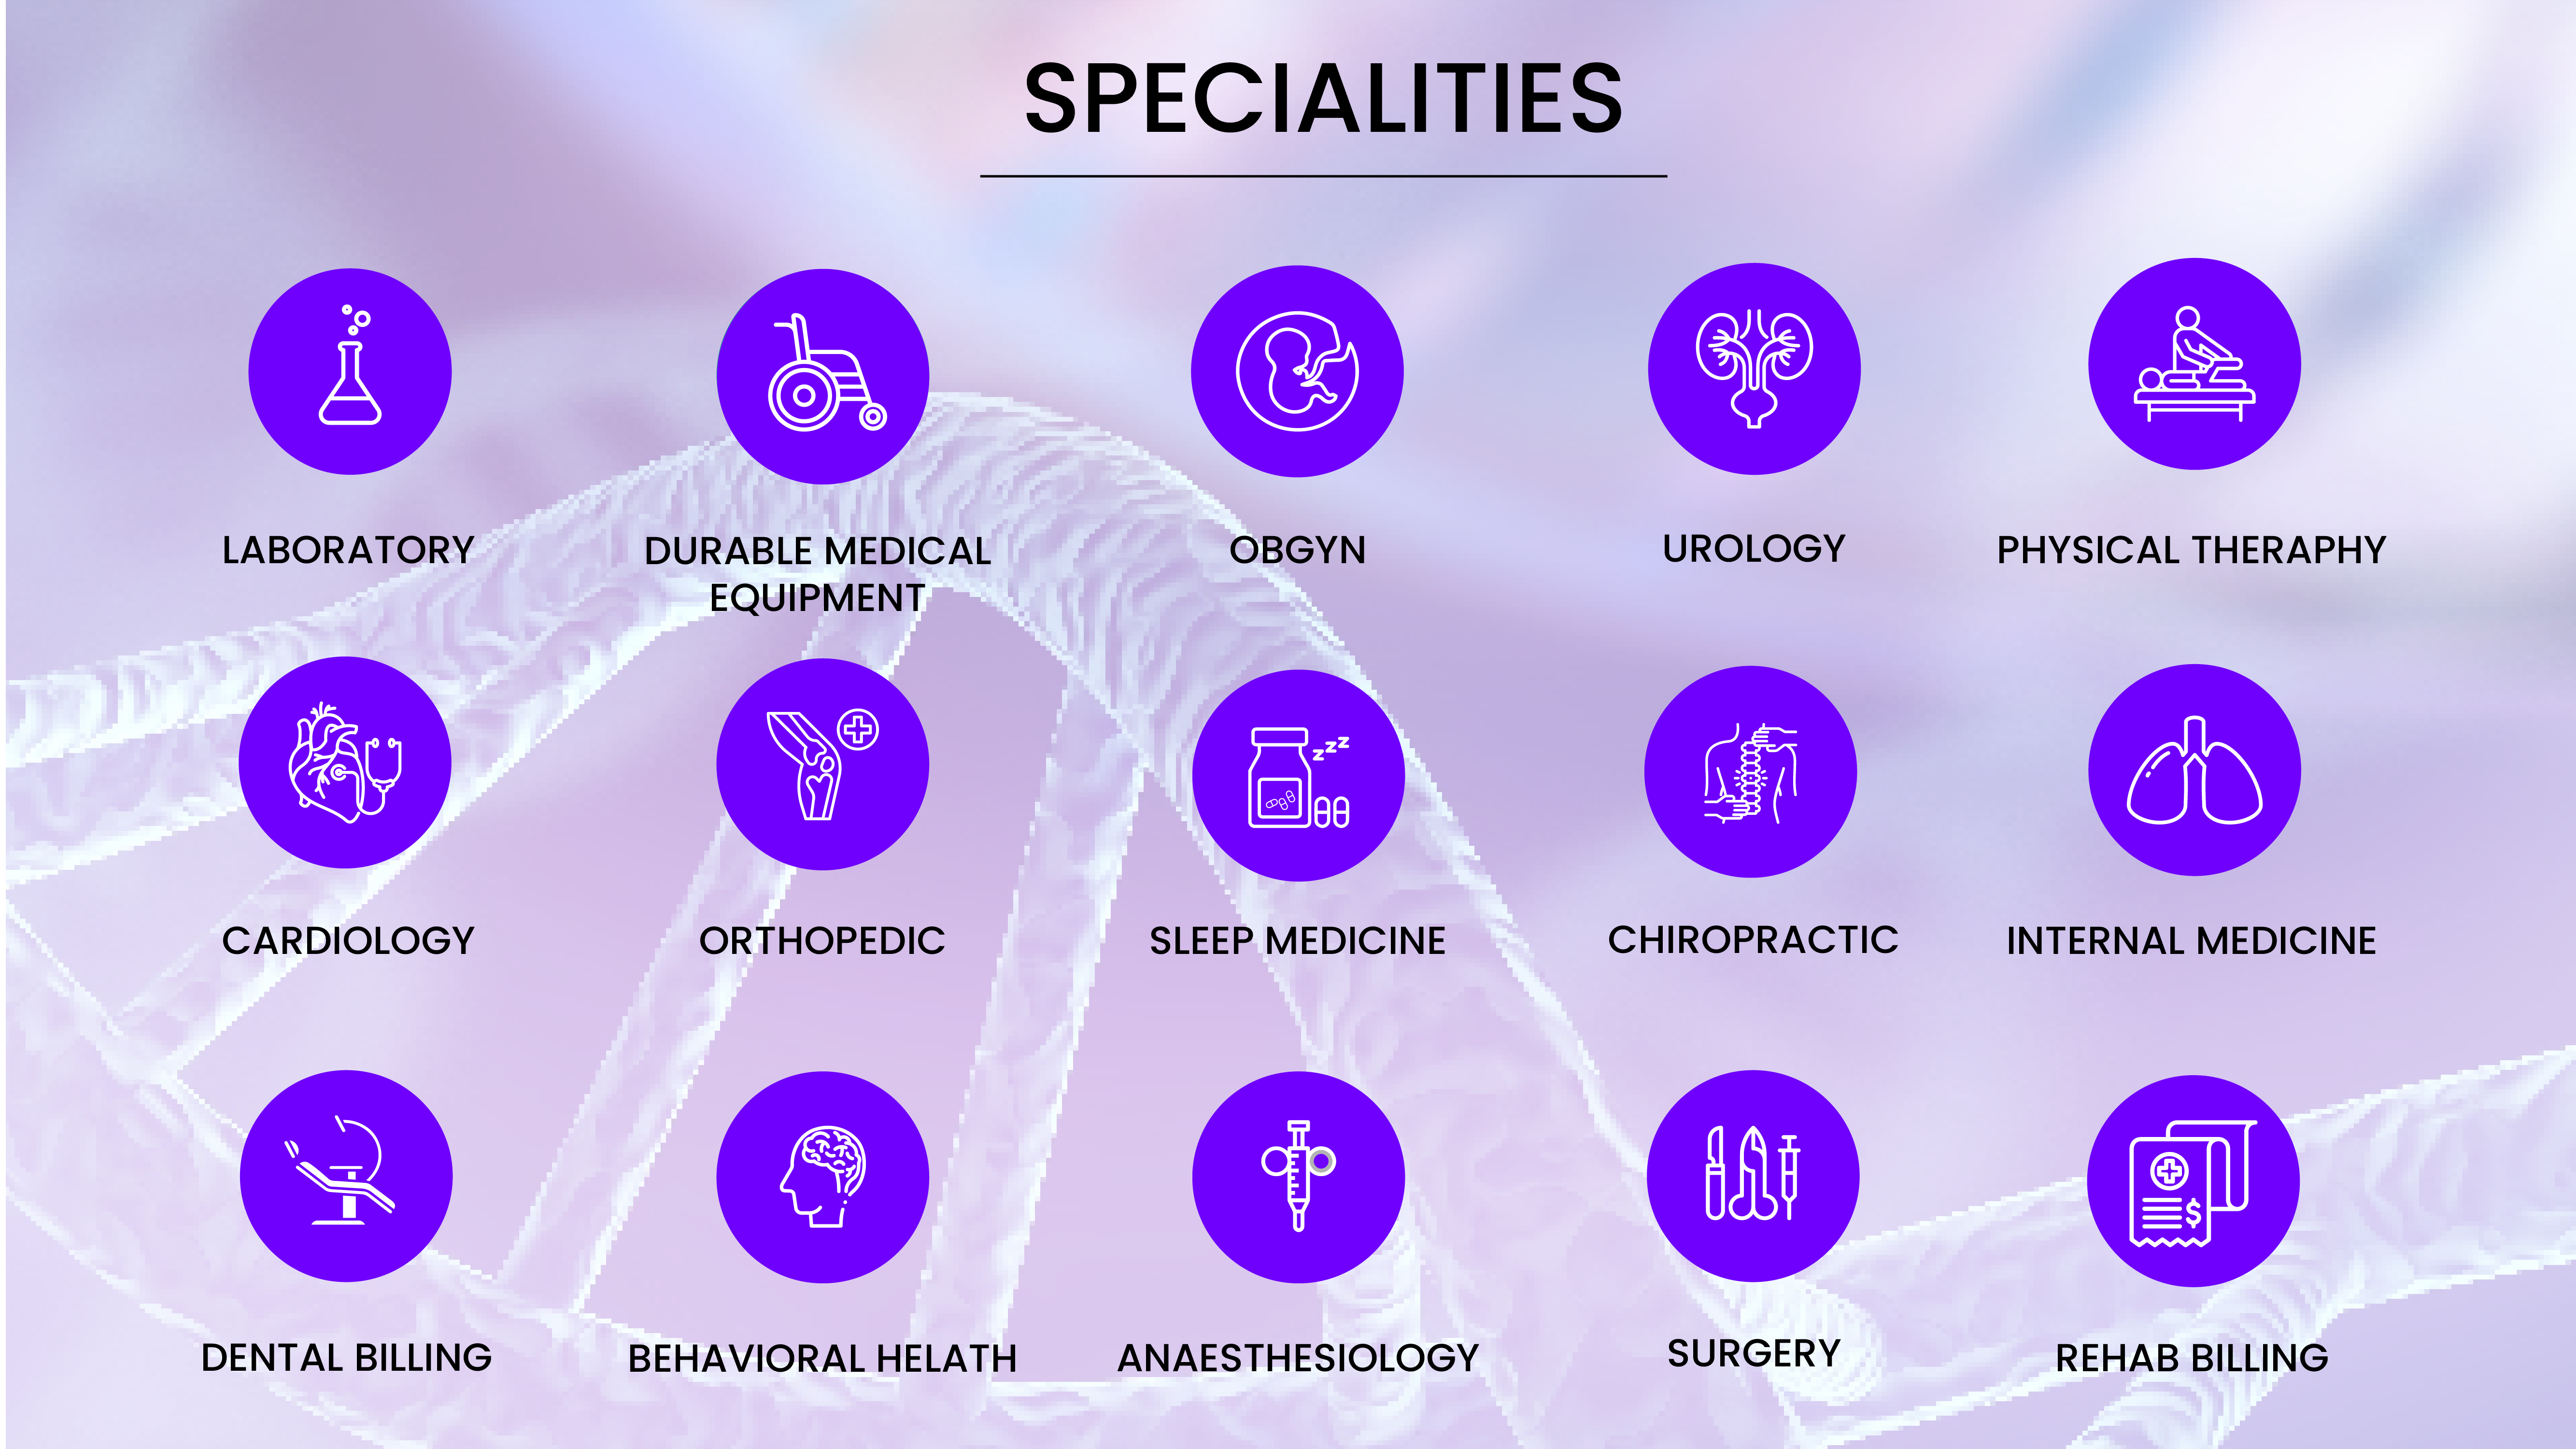 SPECIALITIES
LABORATORY
DURABLE MEDICAL
EQUIPMENT
OBGYN
UROLOGY
PHYSICAL THERAPHY
CARDIOLOGY
ORTHOPEDIC
zzz
SLEEP MEDICINE
CHIROPRACTIC
INTERNAL MEDICINE
$
DENTAL BILLING
BEHAVIORAL HELATH
ANAESTHESIOLOGY
SURGERY
REHAB BILLING